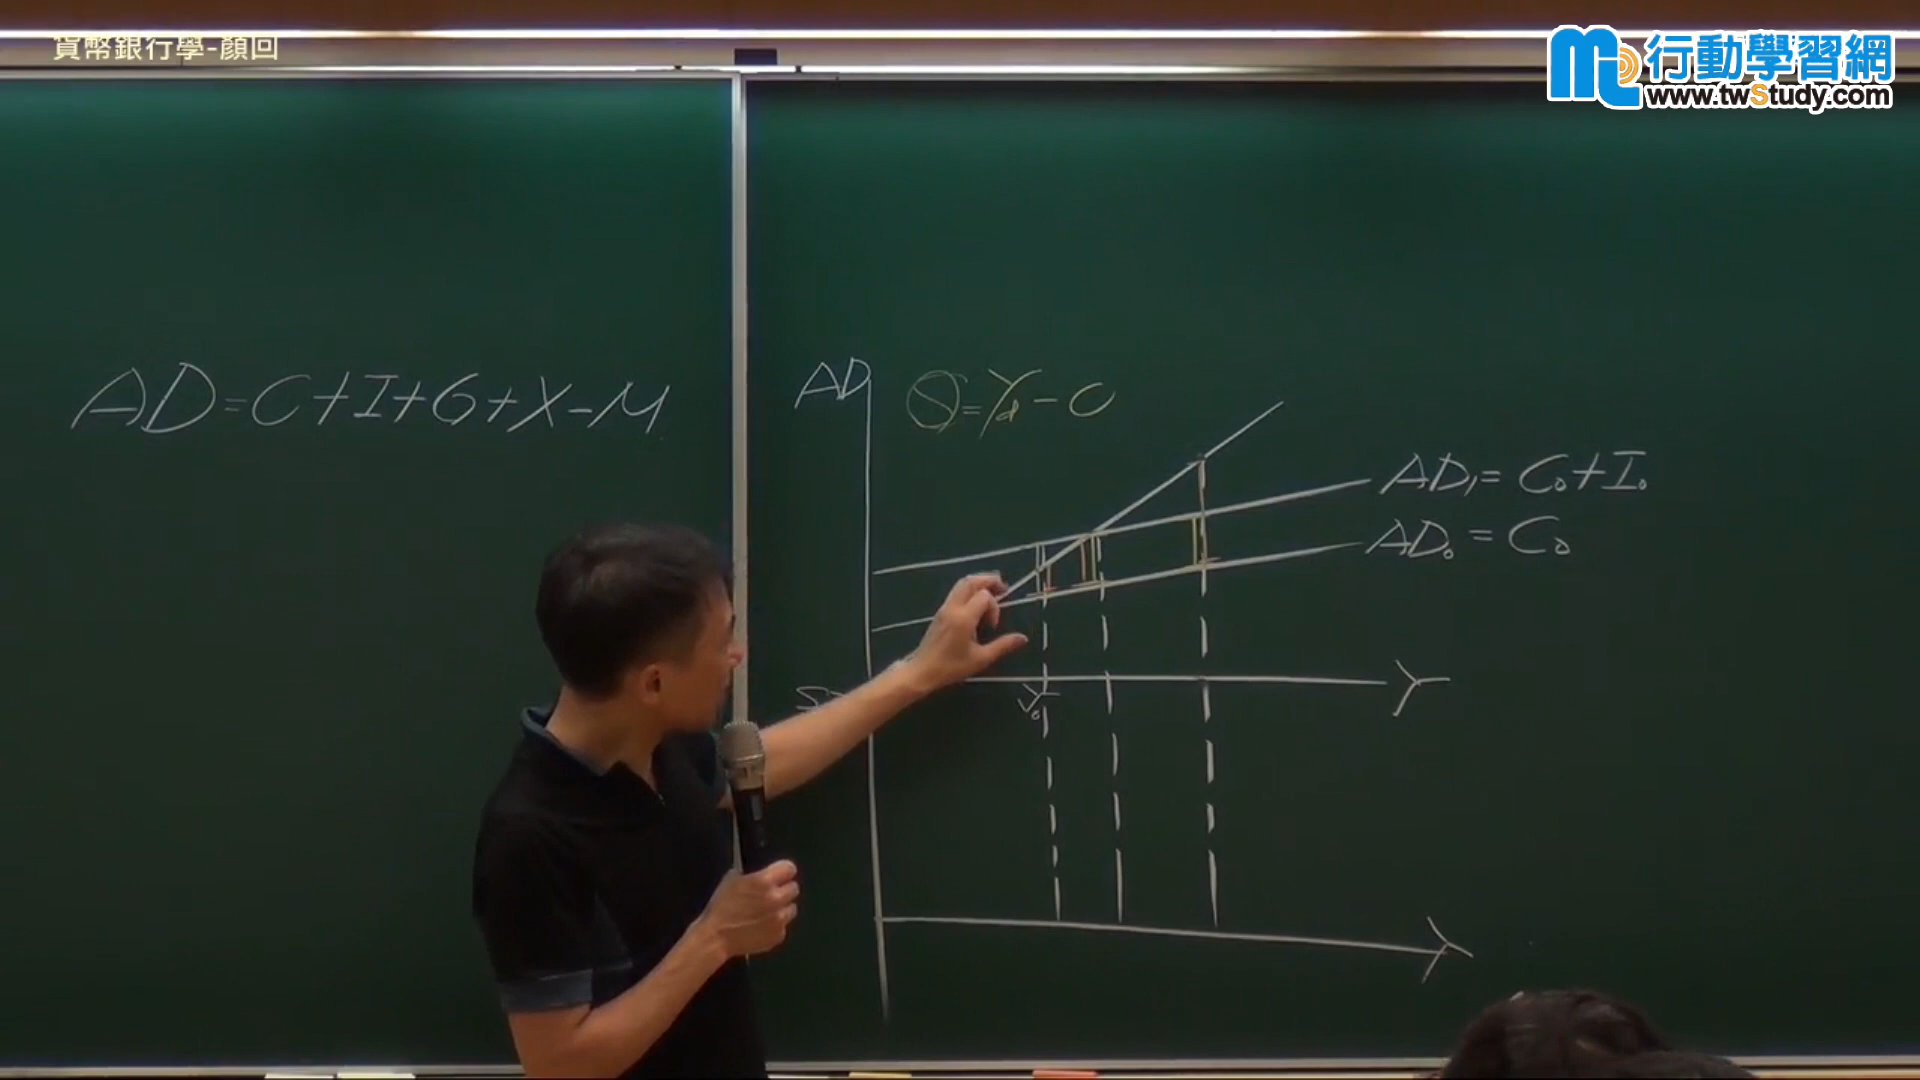 貨幣銀行學-顏回
行動學習網
www.twStudy.com
AD=C+I+G+X-M
AD
S=Yd-C
AD₁=C₀+I₀
AD₀=C₀
Y₀
Y
Y